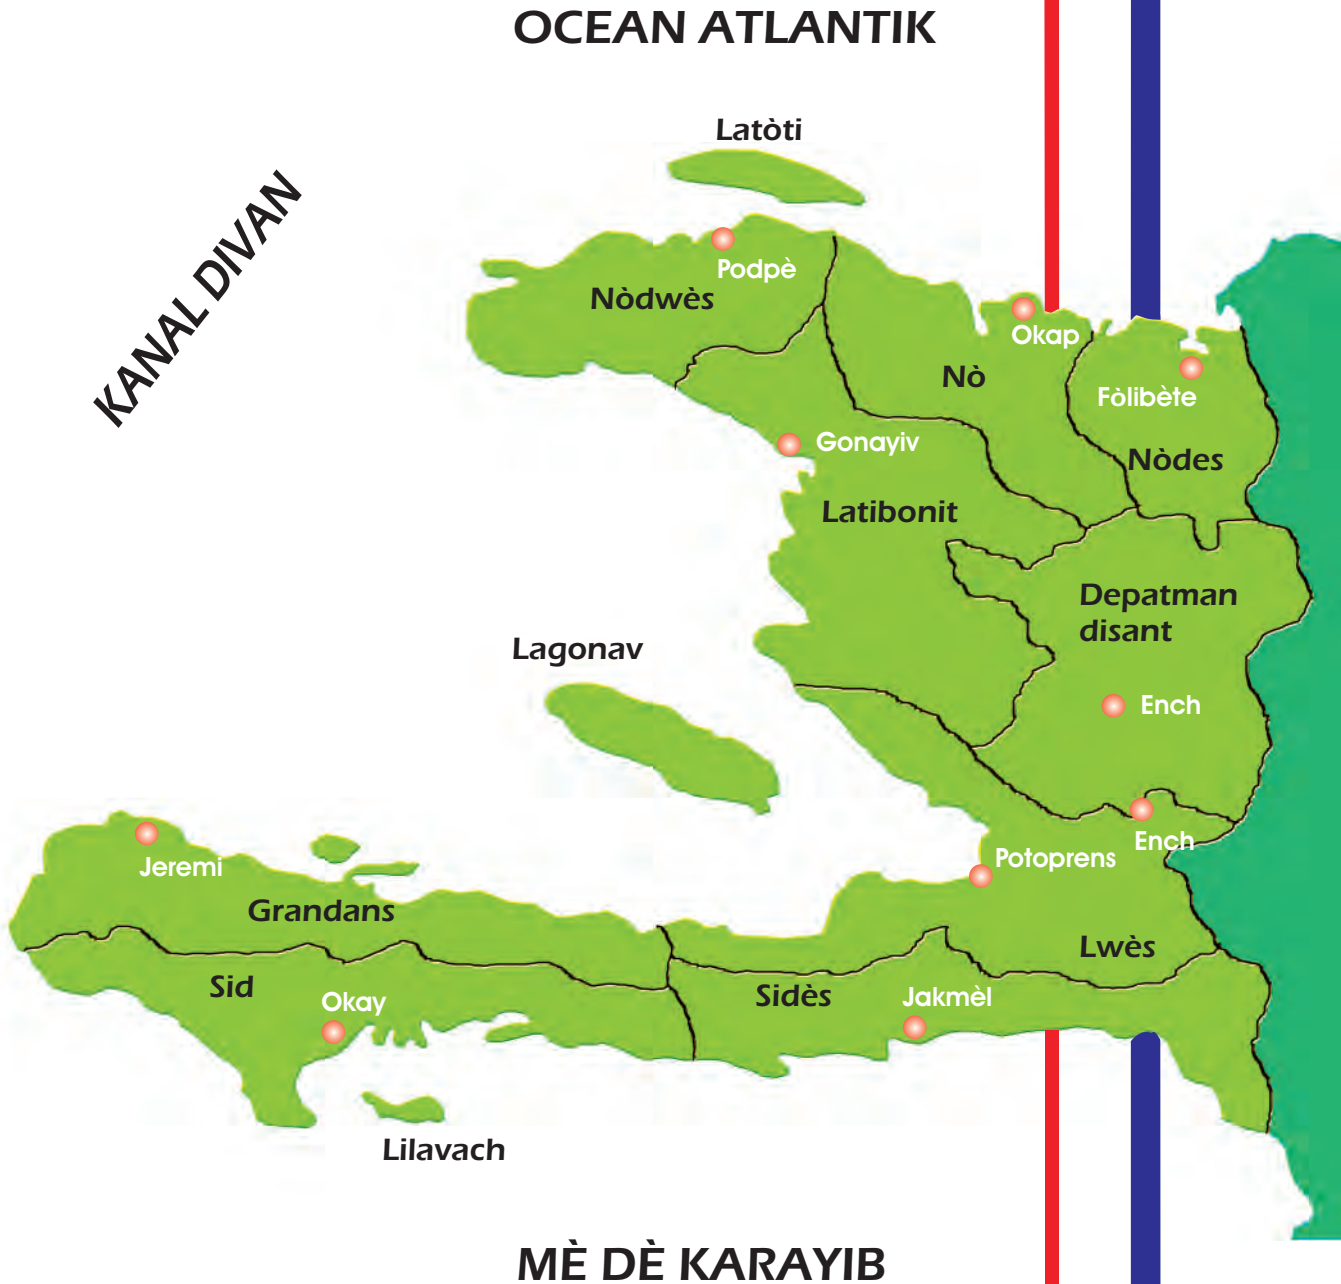 OCEAN ATLANTIK
Latòti
KANAL DIVAN
Podpè
Nòdwès
Okap
Nò
Fòlibète
Gonayiv
Nòdes
Latibonit
Depatman
disant
Lagonav
Ench
Ench
Potoprens
Jeremi
Grandans
Lwès
Sid
Okay
Sidès
Jakmèl
Lilavach
MÈ DÈ KARAYIB